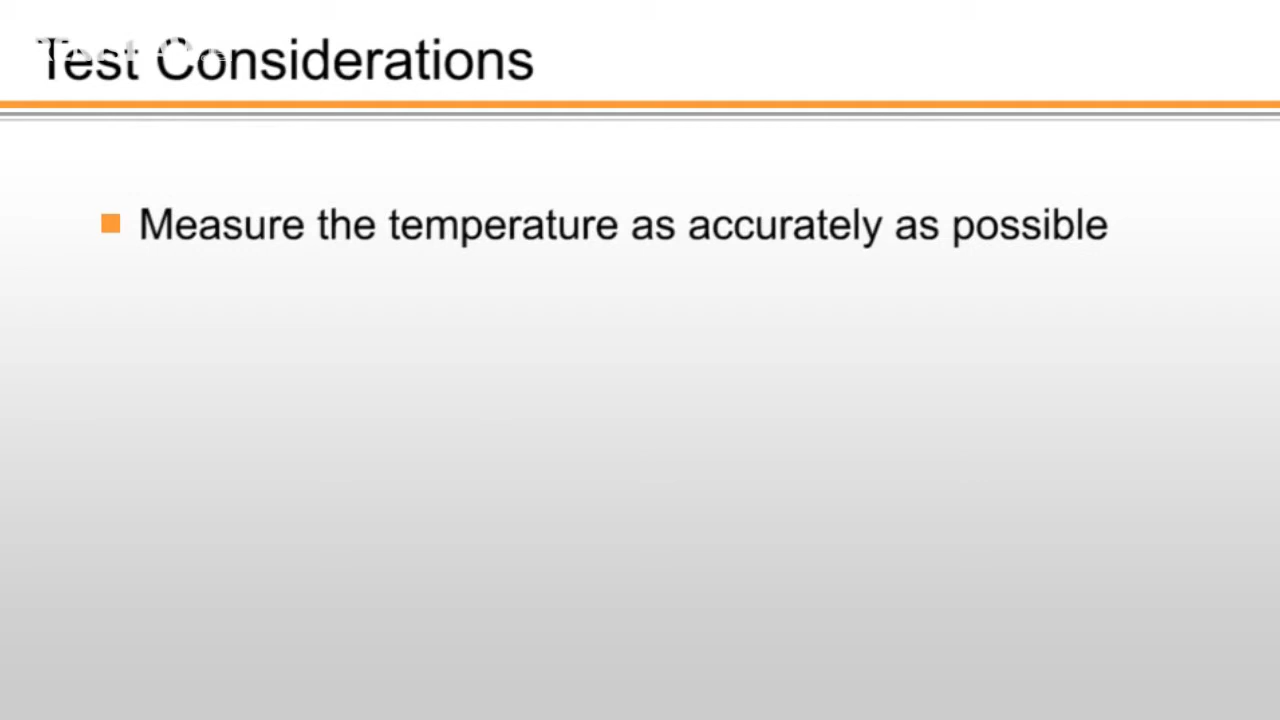 Test Considerations
Measure the temperature as accurately as possible